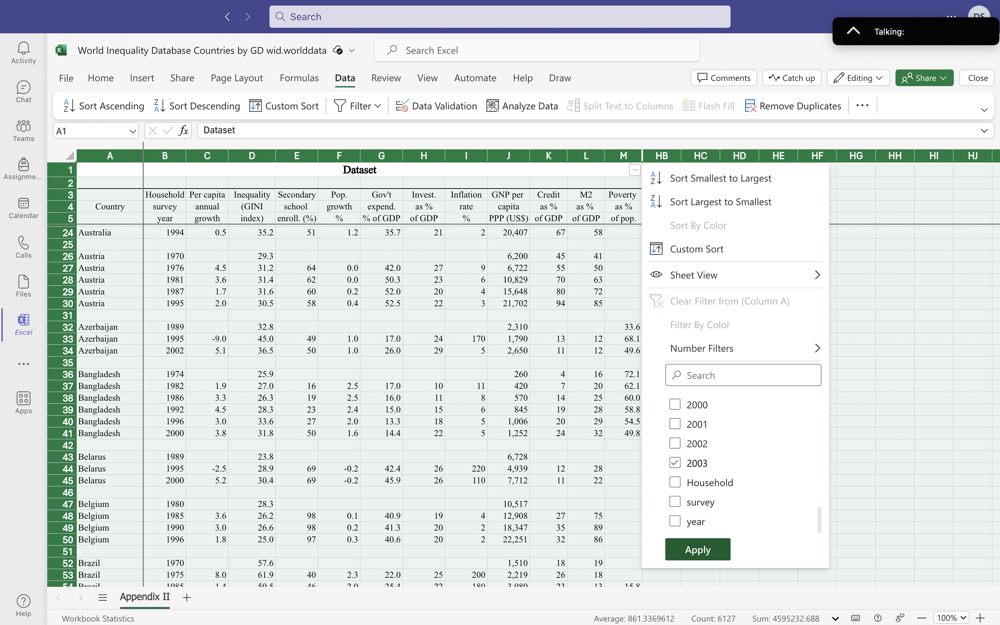 Search
DS
Talking:
World Inequality Database Countries by GD wid.worlddata
Search Excel
File Home Insert Share Page Layout Formulas Data Review View Automate Help Draw
Comments Catch up Editing Share Close
Sort Ascending Sort Descending Custom Sort Filter Data Validation Analyze Data Split Text to Columns Flash Fill Remove Duplicates
A1 fx Dataset
A B C D E F G H I J K L M HB HC HD HE HF HG HH HI HJ
1 Dataset
2
3 Household Per capita Inequality Secondary Pop. Gov't Invest. Inflation GNP per Credit M2 Poverty
4 Country survey annual (GINI school growth expend. as % rate capita as % as % as %
5 year growth index) enroll. (%) % % of GDP of GDP % PPP (US$) of GDP of GDP of pop.
24 Australia 1994 0.5 35.2 51 1.2 35.7 21 2 20,407 67 58
25
26 Austria 1970 29.3 6,200 45 41
27 Austria 1976 4.5 31.2 64 0.0 42.0 27 9 6,722 55 50
28 Austria 1981 3.6 31.4 62 0.0 50.3 23 6 10,829 70 63
29 Austria 1987 1.7 31.6 60 0.2 52.0 20 4 15,648 80 72
30 Austria 1995 2.0 30.5 58 0.4 52.5 22 3 21,702 94 85
31
32 Azerbaijan 1989 32.8 2,310 33.6
33 Azerbaijan 1995 -9.0 45.0 49 1.0 17.0 24 170 1,790 13 12 68.1
34 Azerbaijan 2002 5.1 36.5 50 1.0 26.0 29 5 2,650 11 12 49.6
35
36 Bangladesh 1974 25.9 260 4 16 72.1
37 Bangladesh 1982 1.9 27.0 16 2.5 17.0 10 11 420 7 20 62.1
38 Bangladesh 1986 3.3 26.3 19 2.5 16.0 11 8 570 14 25 60.0
39 Bangladesh 1992 4.5 28.3 23 2.4 15.0 15 6 845 19 28 58.8
40 Bangladesh 1996 3.0 33.6 27 2.0 13.3 18 5 1,006 20 29 54.5
41 Bangladesh 2000 3.8 31.8 50 1.6 14.4 22 5 1,252 24 32 49.8
42
43 Belarus 1989 23.8 6,728
44 Belarus 1995 -2.5 28.9 69 -0.2 42.4 26 220 4,939 12 28
45 Belarus 2000 5.2 30.4 69 -0.2 45.9 26 110 7,712 11 22
46
47 Belgium 1980 28.3 10,517
48 Belgium 1985 3.6 26.2 98 0.1 40.9 19 4 12,908 27 75
49 Belgium 1990 3.0 26.6 98 0.2 41.3 20 2 18,347 35 89
50 Belgium 1996 1.8 25.0 97 0.3 40.6 20 2 22,251 32 86
51
52 Brazil 1970 57.6 1,510 18 19
53 Brazil 1975 8.0 61.9 40 2.3 22.0 25 200 2,219 26 18
54 Brazil 1985 1.4 59.5 46 2.0 25.4 22 180 3,989 23 13 15.8
Sort Smallest to Largest
Sort Largest to Smallest
Sort By Color
Custom Sort
Sheet View
Clear Filter from (Column A)
Filter By Color
Number Filters
Search
2000
2001
2002
2003
Household
survey
year
Apply
Activity
Chat
Teams
Assignme...
Calendar
Calls
Files
Excel
Apps
Help
Appendix II
Workbook Statistics Average: 861.3369612 Count: 6127 Sum: 4595232.688 100%